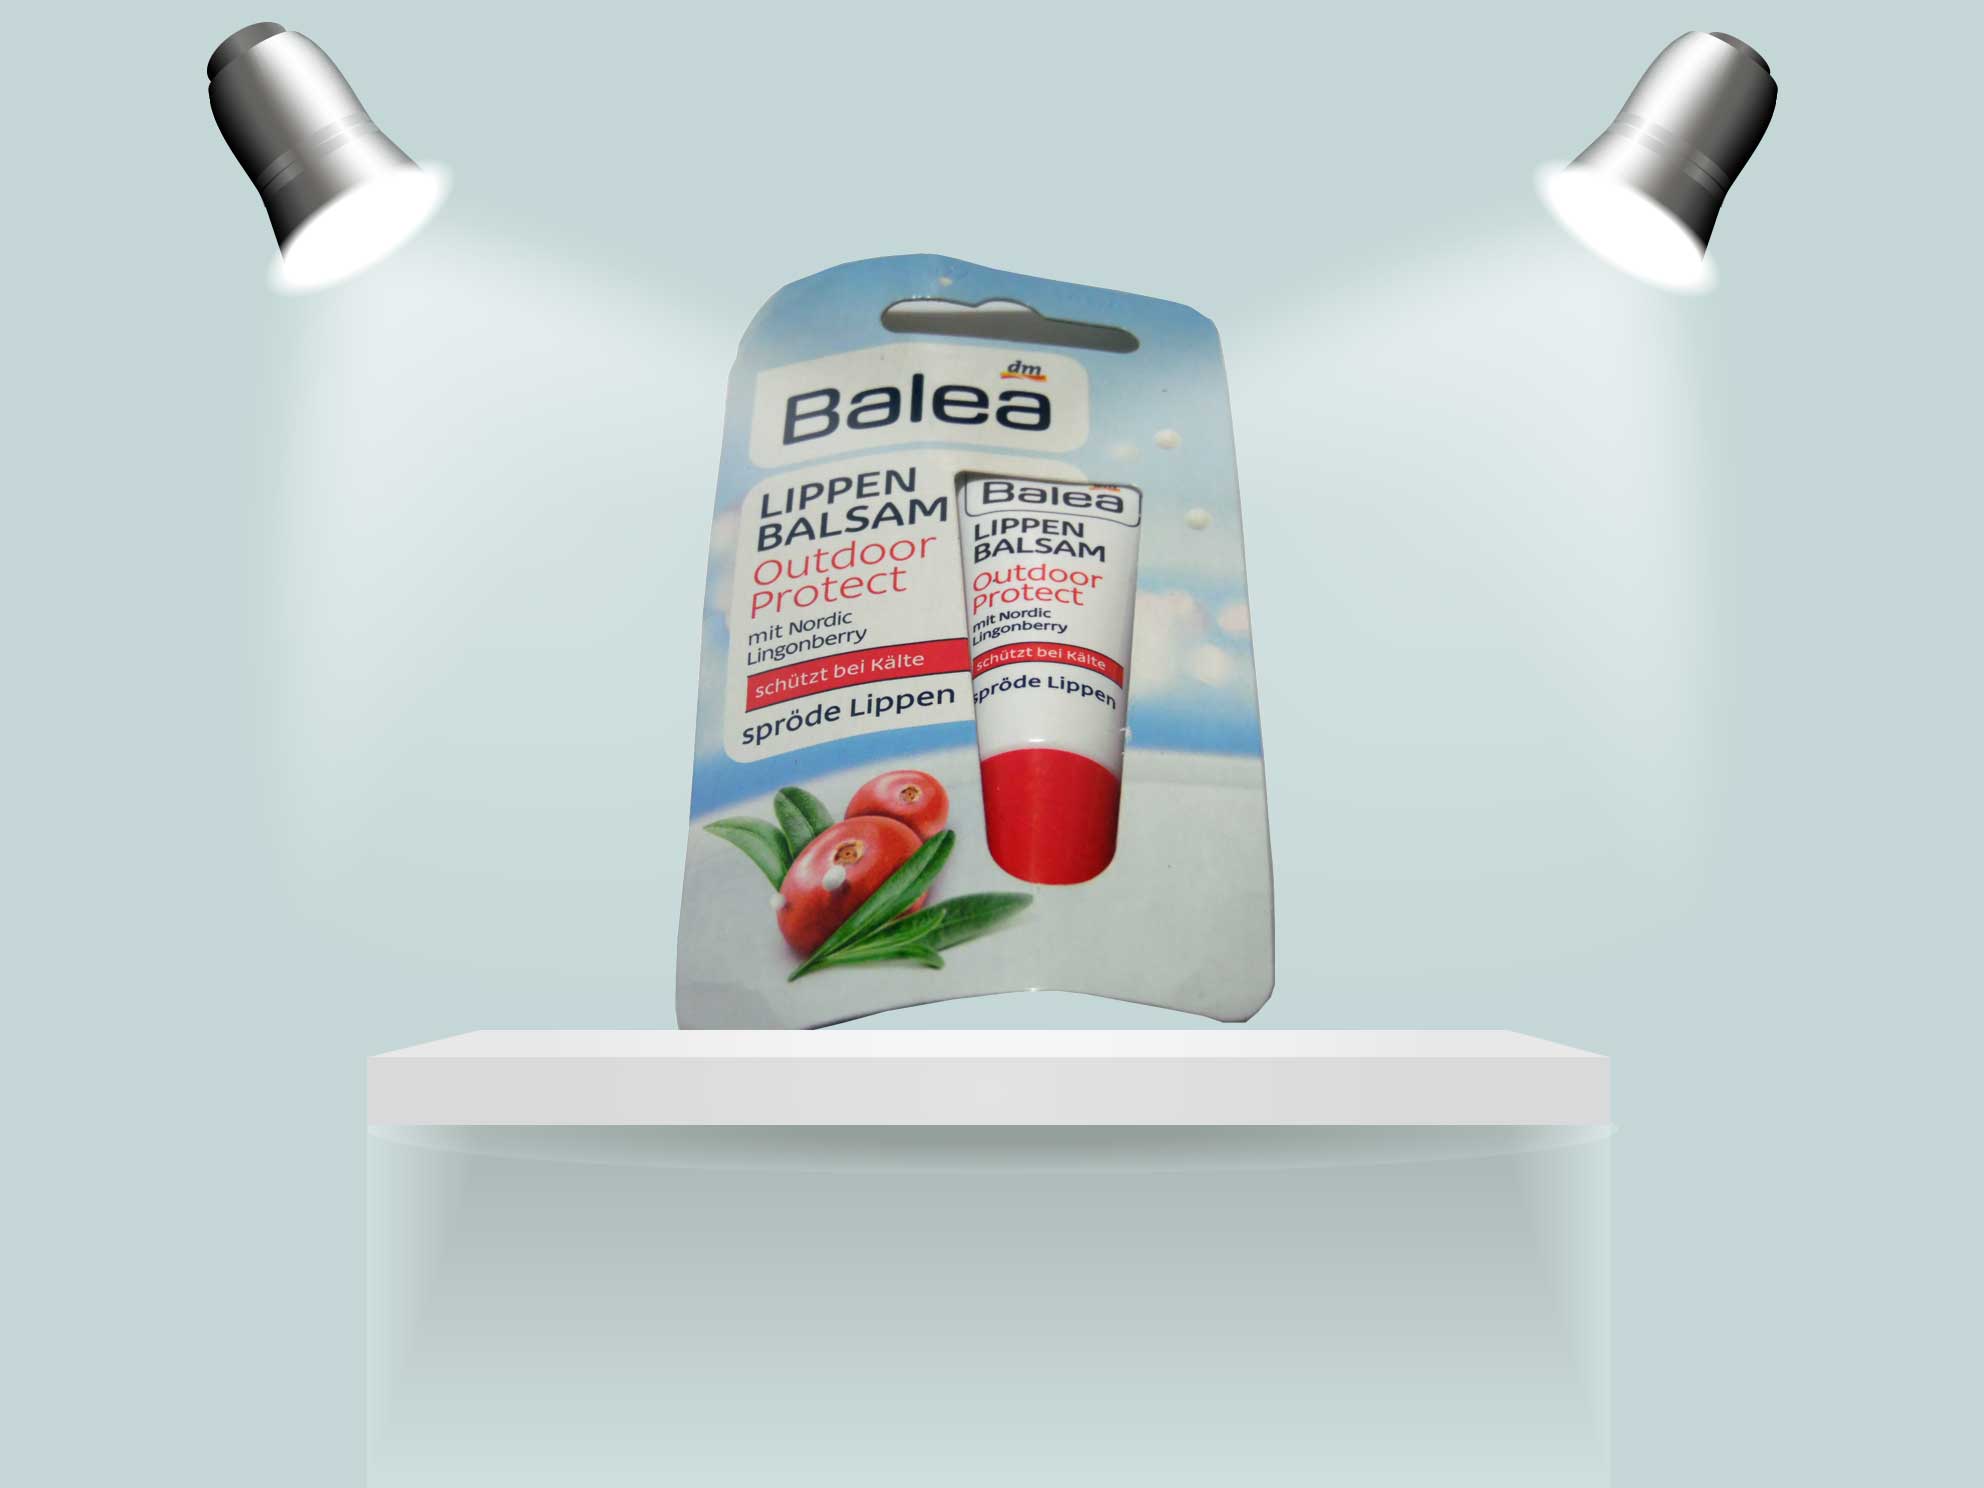 dm
Balea
LIPPEN
BALSAM
Outdoor
Protect
mit Nordic
Lingonberry
schützt bei Kälte
spröde Lippen
Balea
LIPPEN
BALSAM
Outdoor
Protect
mit Nordic
Lingonberry
schützt bei Kälte
spröde Lippen